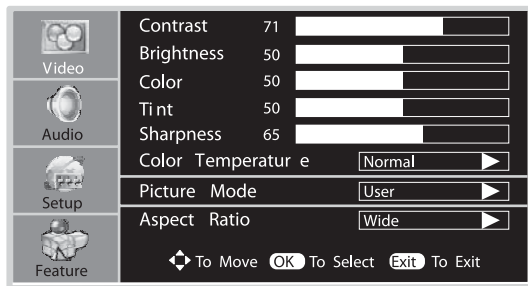 Video
Audio
Setup
Feature
Contrast 71
Brightness 50
Color 50
Tint 50
Sharpness 65
Color Temperatur e Normal
Picture Mode User
Aspect Ratio Wide
To Move OK To Select Exit To Exit